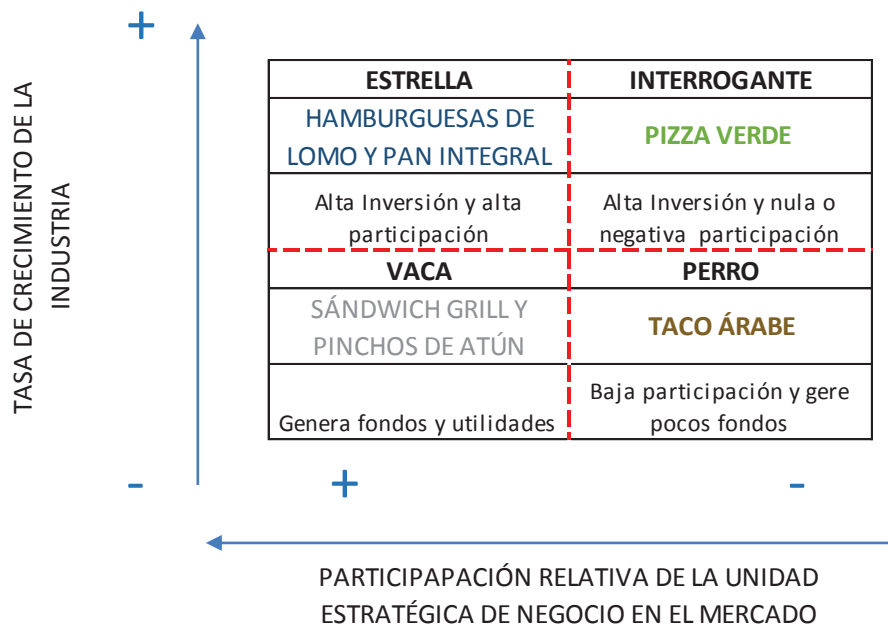 +
TASA DE CRECIMIENTO DE LA
INDUSTRIA
ESTRELLA
INTERROGANTE
HAMBURGUESAS DE
LOMO Y PAN INTEGRAL
PIZZA VERDE
Alta Inversión y alta
participación
Alta Inversión y nula o
negativa participación
VACA
PERRO
SÁNDWICH GRILL Y
PINCHOS DE ATÚN
TACO ÁRABE
Genera fondos y utilidades
Baja participación y gere
pocos fondos
-
+
-
PARTICIPAPACIÓN RELATIVA DE LA UNIDAD
ESTRATÉGICA DE NEGOCIO EN EL MERCADO